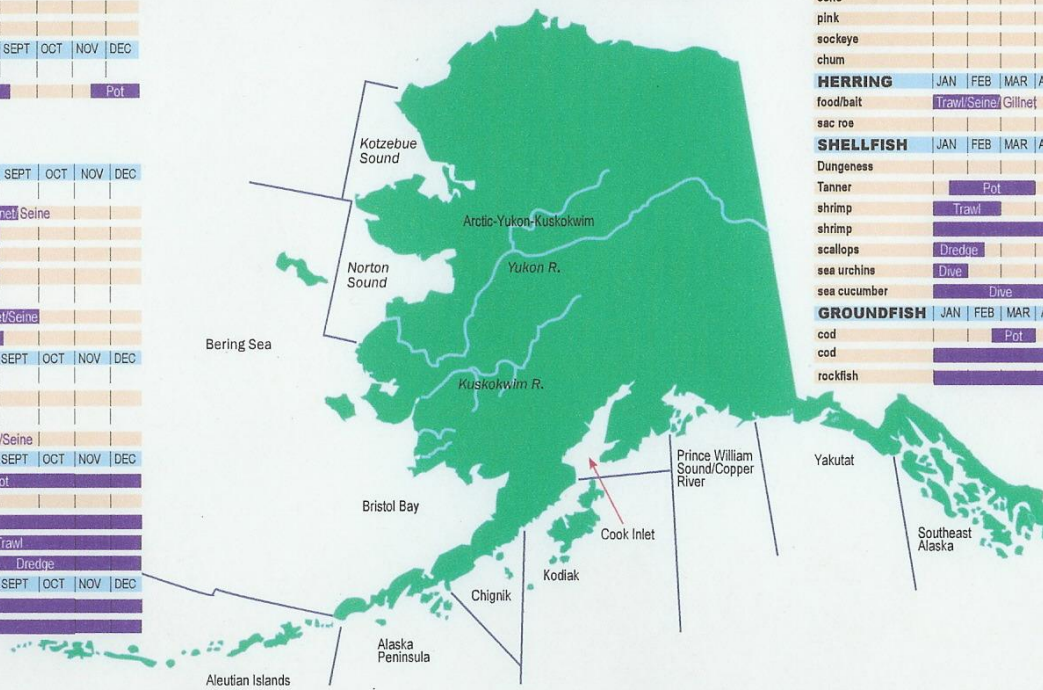 SEPT OCT NOV DEC
Pot
SEPT OCT NOV DEC
net/Seine
et/Seine
SEPT OCT NOV DEC
/Seine
SEPT OCT NOV DEC
ot
Trawl
Dredge
SEPT OCT NOV DEC
Kotzebue
Sound
Arctic-Yukon-Kuskokwim
Norton
Sound
Yukon R.
Bering Sea
Kuskokwim R.
Bristol Bay
Prince William
Sound/Copper
River
Yakutat
Cook Inlet
Southeast
Alaska
Kodiak
Chignik
Alaska
Peninsula
Aleutian Islands
pink
sockeye
chum
HERRING JAN FEB MAR A
food/bait Trawl/Seine/Gillnet
sac roe
SHELLFISH JAN FEB MAR A
Dungeness
Tanner Pot
shrimp Trawl
shrimp
scallops Dredge
sea urchins Dive
sea cucumber Dive
GROUNDFISH JAN FEB MAR A
cod Pot
cod
rockfish